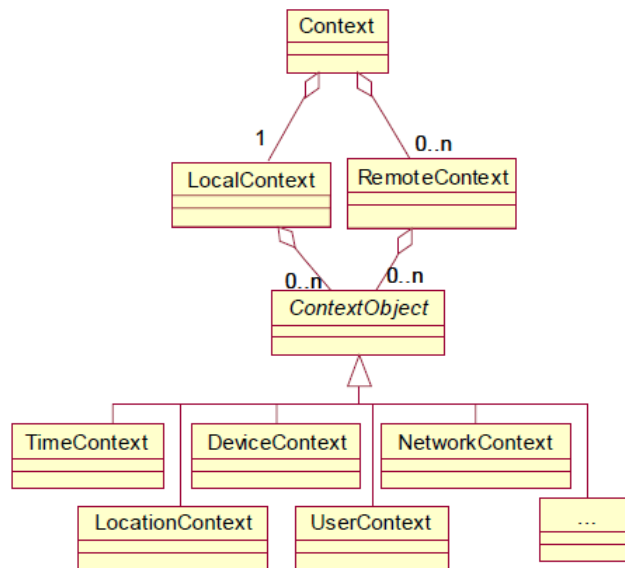 Context
1
0..n
LocalContext
RemoteContext
0..n
0..n
ContextObject
TimeContext
DeviceContext
NetworkContext
LocationContext
UserContext
...